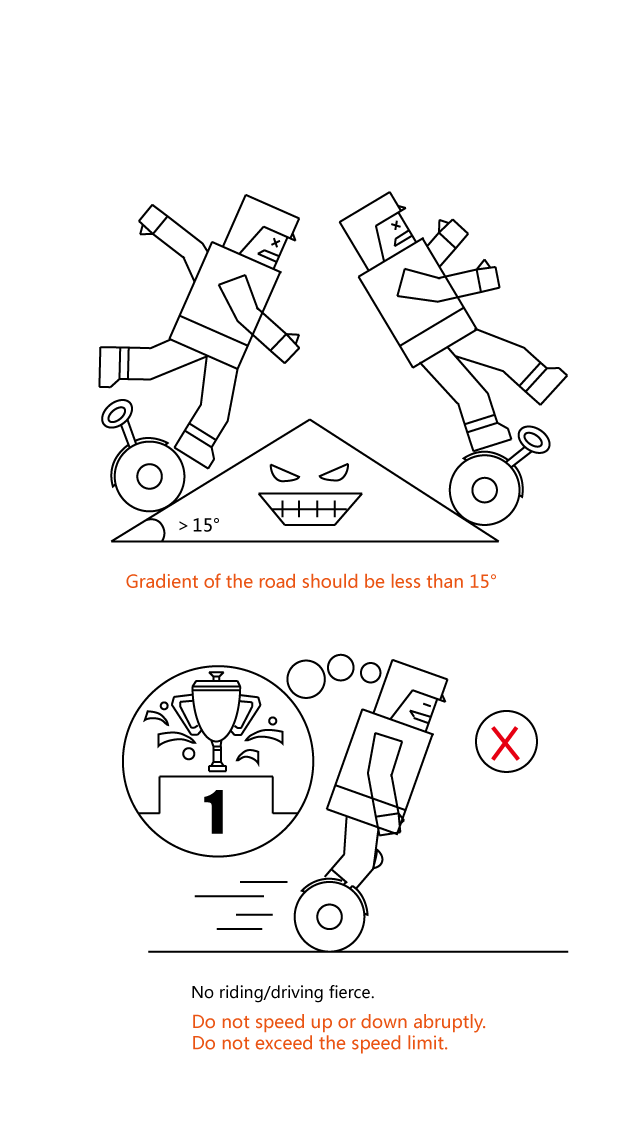 > 15°
Gradient of the road should be less than 15°
1
No riding/driving fierce.
Do not speed up or down abruptly.
Do not exceed the speed limit.